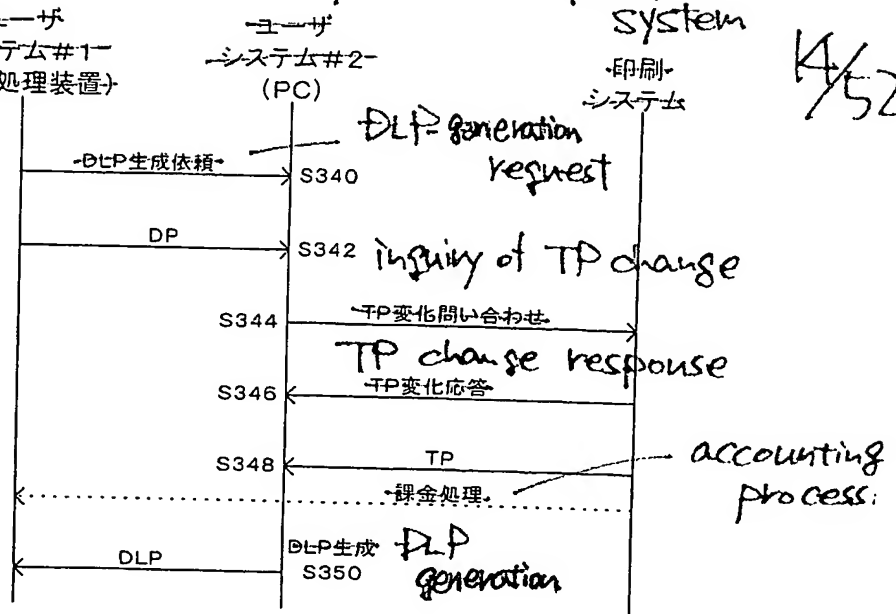 system
14/52
ーザ
テム#1
処理装置)
ユーザ
システム#2
(PC)
印刷
システム
DLP generation
request
DLP生成依頼
S340
DP
S342
inquiry of TP change
S344
TP変化問い合わせ
TP change response
S346
TP変化応答
S348
TP
accounting
process
課金処理
DLP
DLP生成
S350
DLP
generation